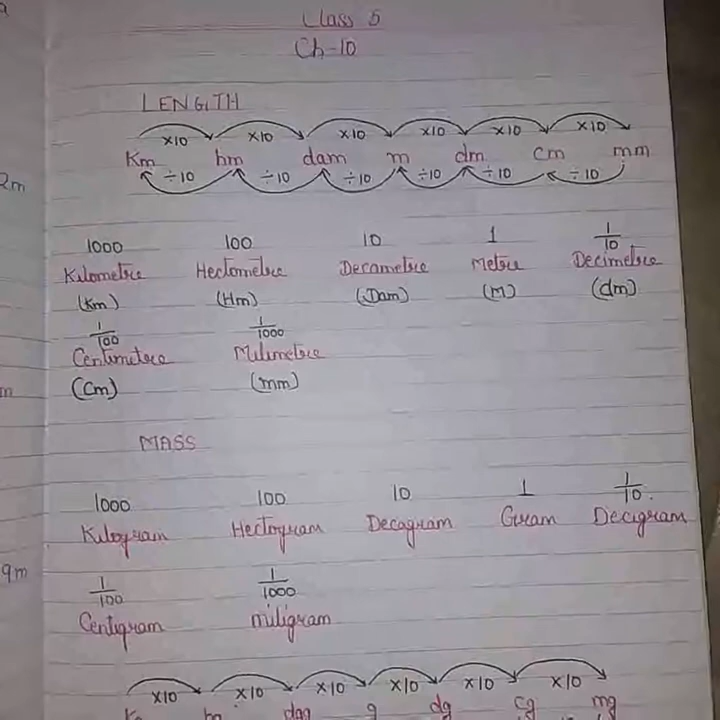 Class 5
Ch-10
LENGTH
×10 ×10 ×10 ×10 ×10 ×10
Km hm dam m dm cm mm
÷10 ÷10 ÷10 ÷10 ÷10 ÷10
1000 100 10 1 1/10
Kilometre Hectometre Decametre Metre Decimetre
(Km) (Hm) (Dam) (M) (dm)
1/100 1/1000
Centimetre Milimetre
(Cm) (mm)
MASS
1000 100 10 1 1/10.
Kilogram Hectogram Decagram Gram Decigram
1/100 1/1000
Centigram miligram
×10 ×10 ×10 ×10 ×10 ×10
dag g dg cg mg
2m
m
9m